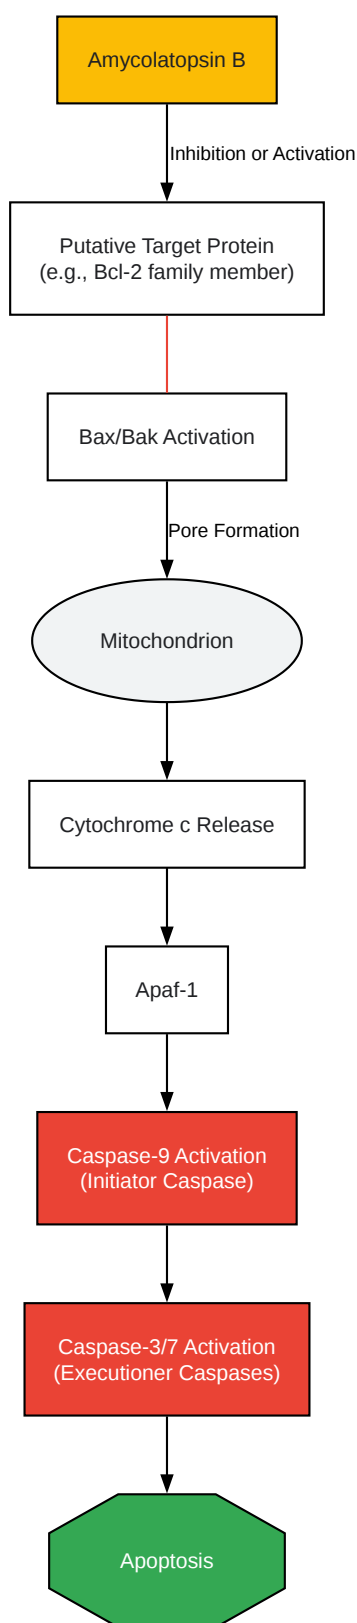 Amycolatopsin B
Inhibition or Activation
Putative Target Protein
(e.g., Bcl-2 family member)
Bax/Bak Activation
Pore Formation
Mitochondrion
Cytochrome c Release
Apaf-1
Caspase-9 Activation
(Initiator Caspase)
Caspase-3/7 Activation
(Executioner Caspases)
Apoptosis